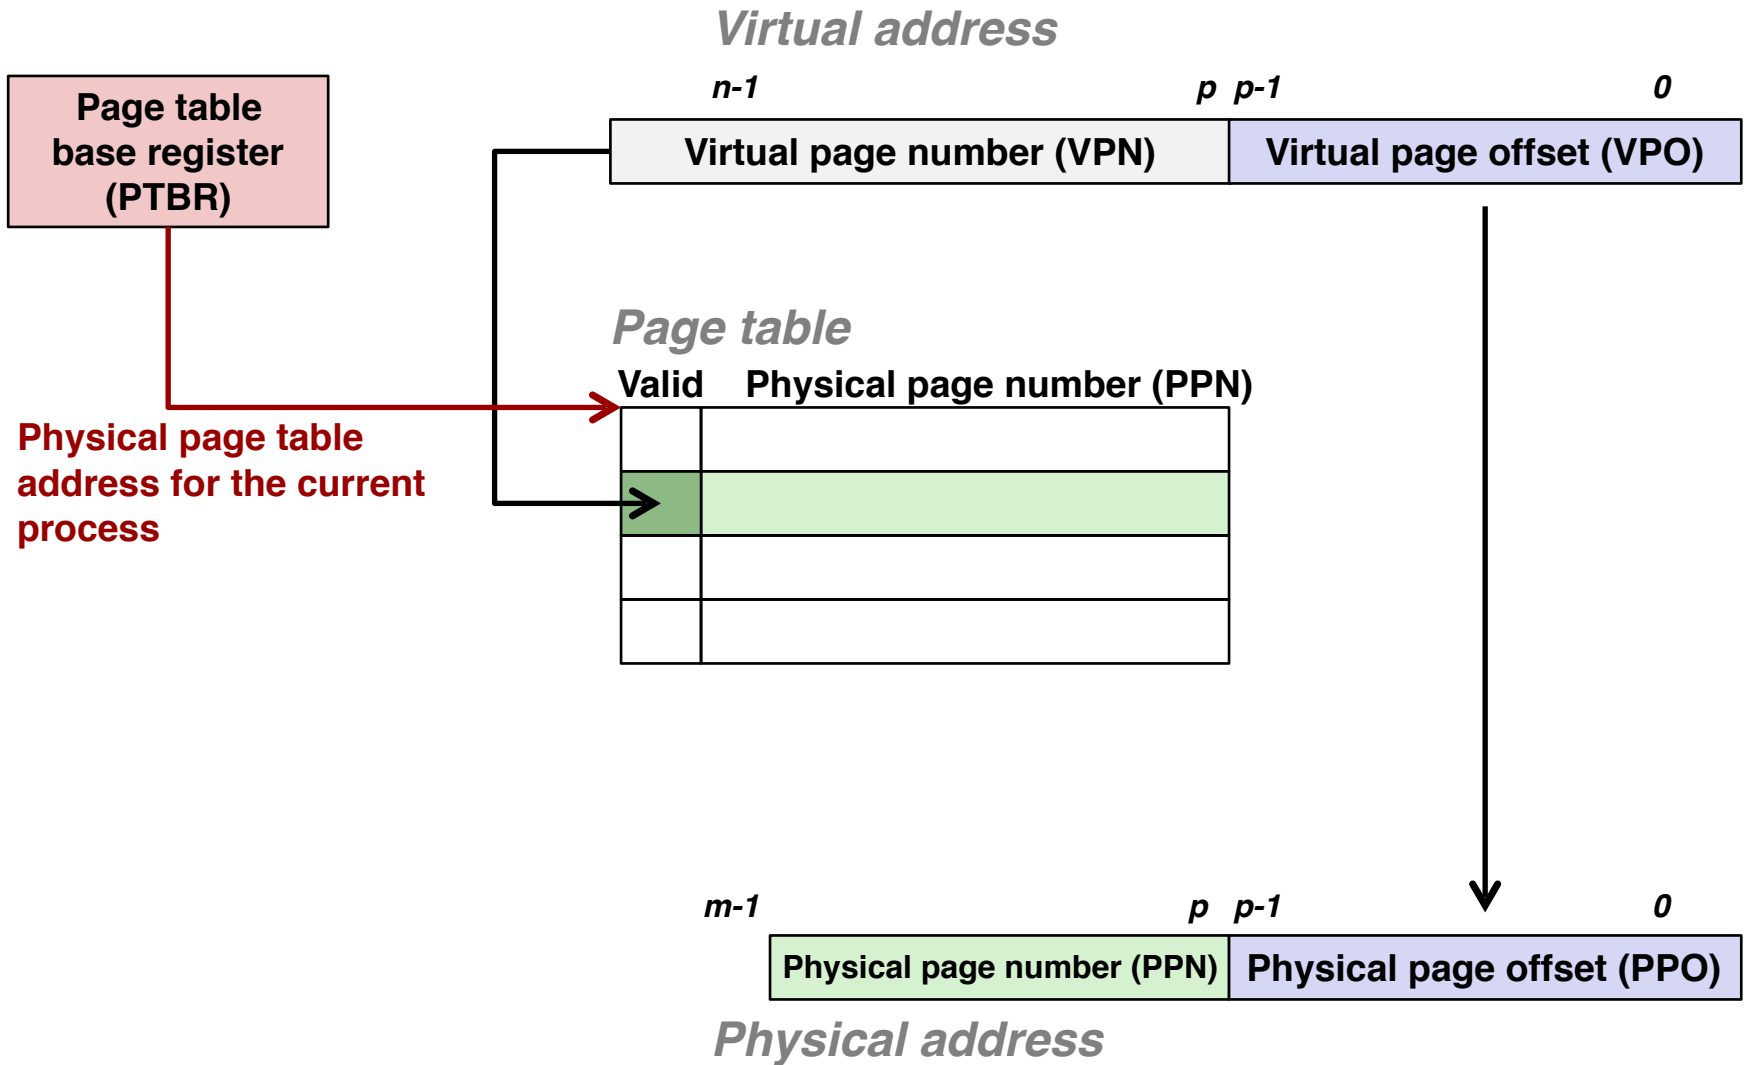 Virtual address
Page table
base register
(PTBR)
n-1 p p-1 0
Virtual page number (VPN) Virtual page offset (VPO)
Page table
Valid Physical page number (PPN)
Physical page table
address for the current
process
m-1 p p-1 0
Physical page number (PPN) Physical page offset (PPO)
Physical address